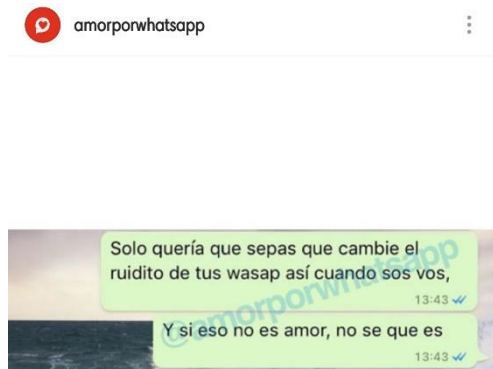 amorporwhatsapp
Solo quería que sepas que cambie el
ruidito de tus wasap así cuando sos vos,
13:43
@amorporwhatsapp
Y si eso no es amor, no se que es
13:43